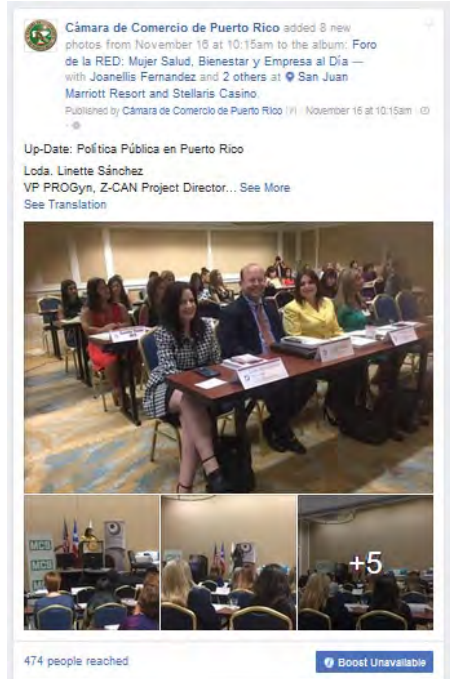 Cámara de Comercio de Puerto Rico added 8 new
photos from November 16 at 10:15am to the album: Foro
de la RED: Mujer Salud, Bienestar y Empresa al Día —
with Joanellis Fernandez and 2 others at San Juan
Marriott Resort and Stellaris Casino.
Published by Cámara de Comercio de Puerto Rico [?] · November 16 at 10:15am ·
Up-Date: Política Pública en Puerto Rico
Lcda. Linette Sánchez
VP PROGyn, Z-CAN Project Director... See More
See Translation
MCS
MCS
MCS
+5
474 people reached
Boost Unavailable